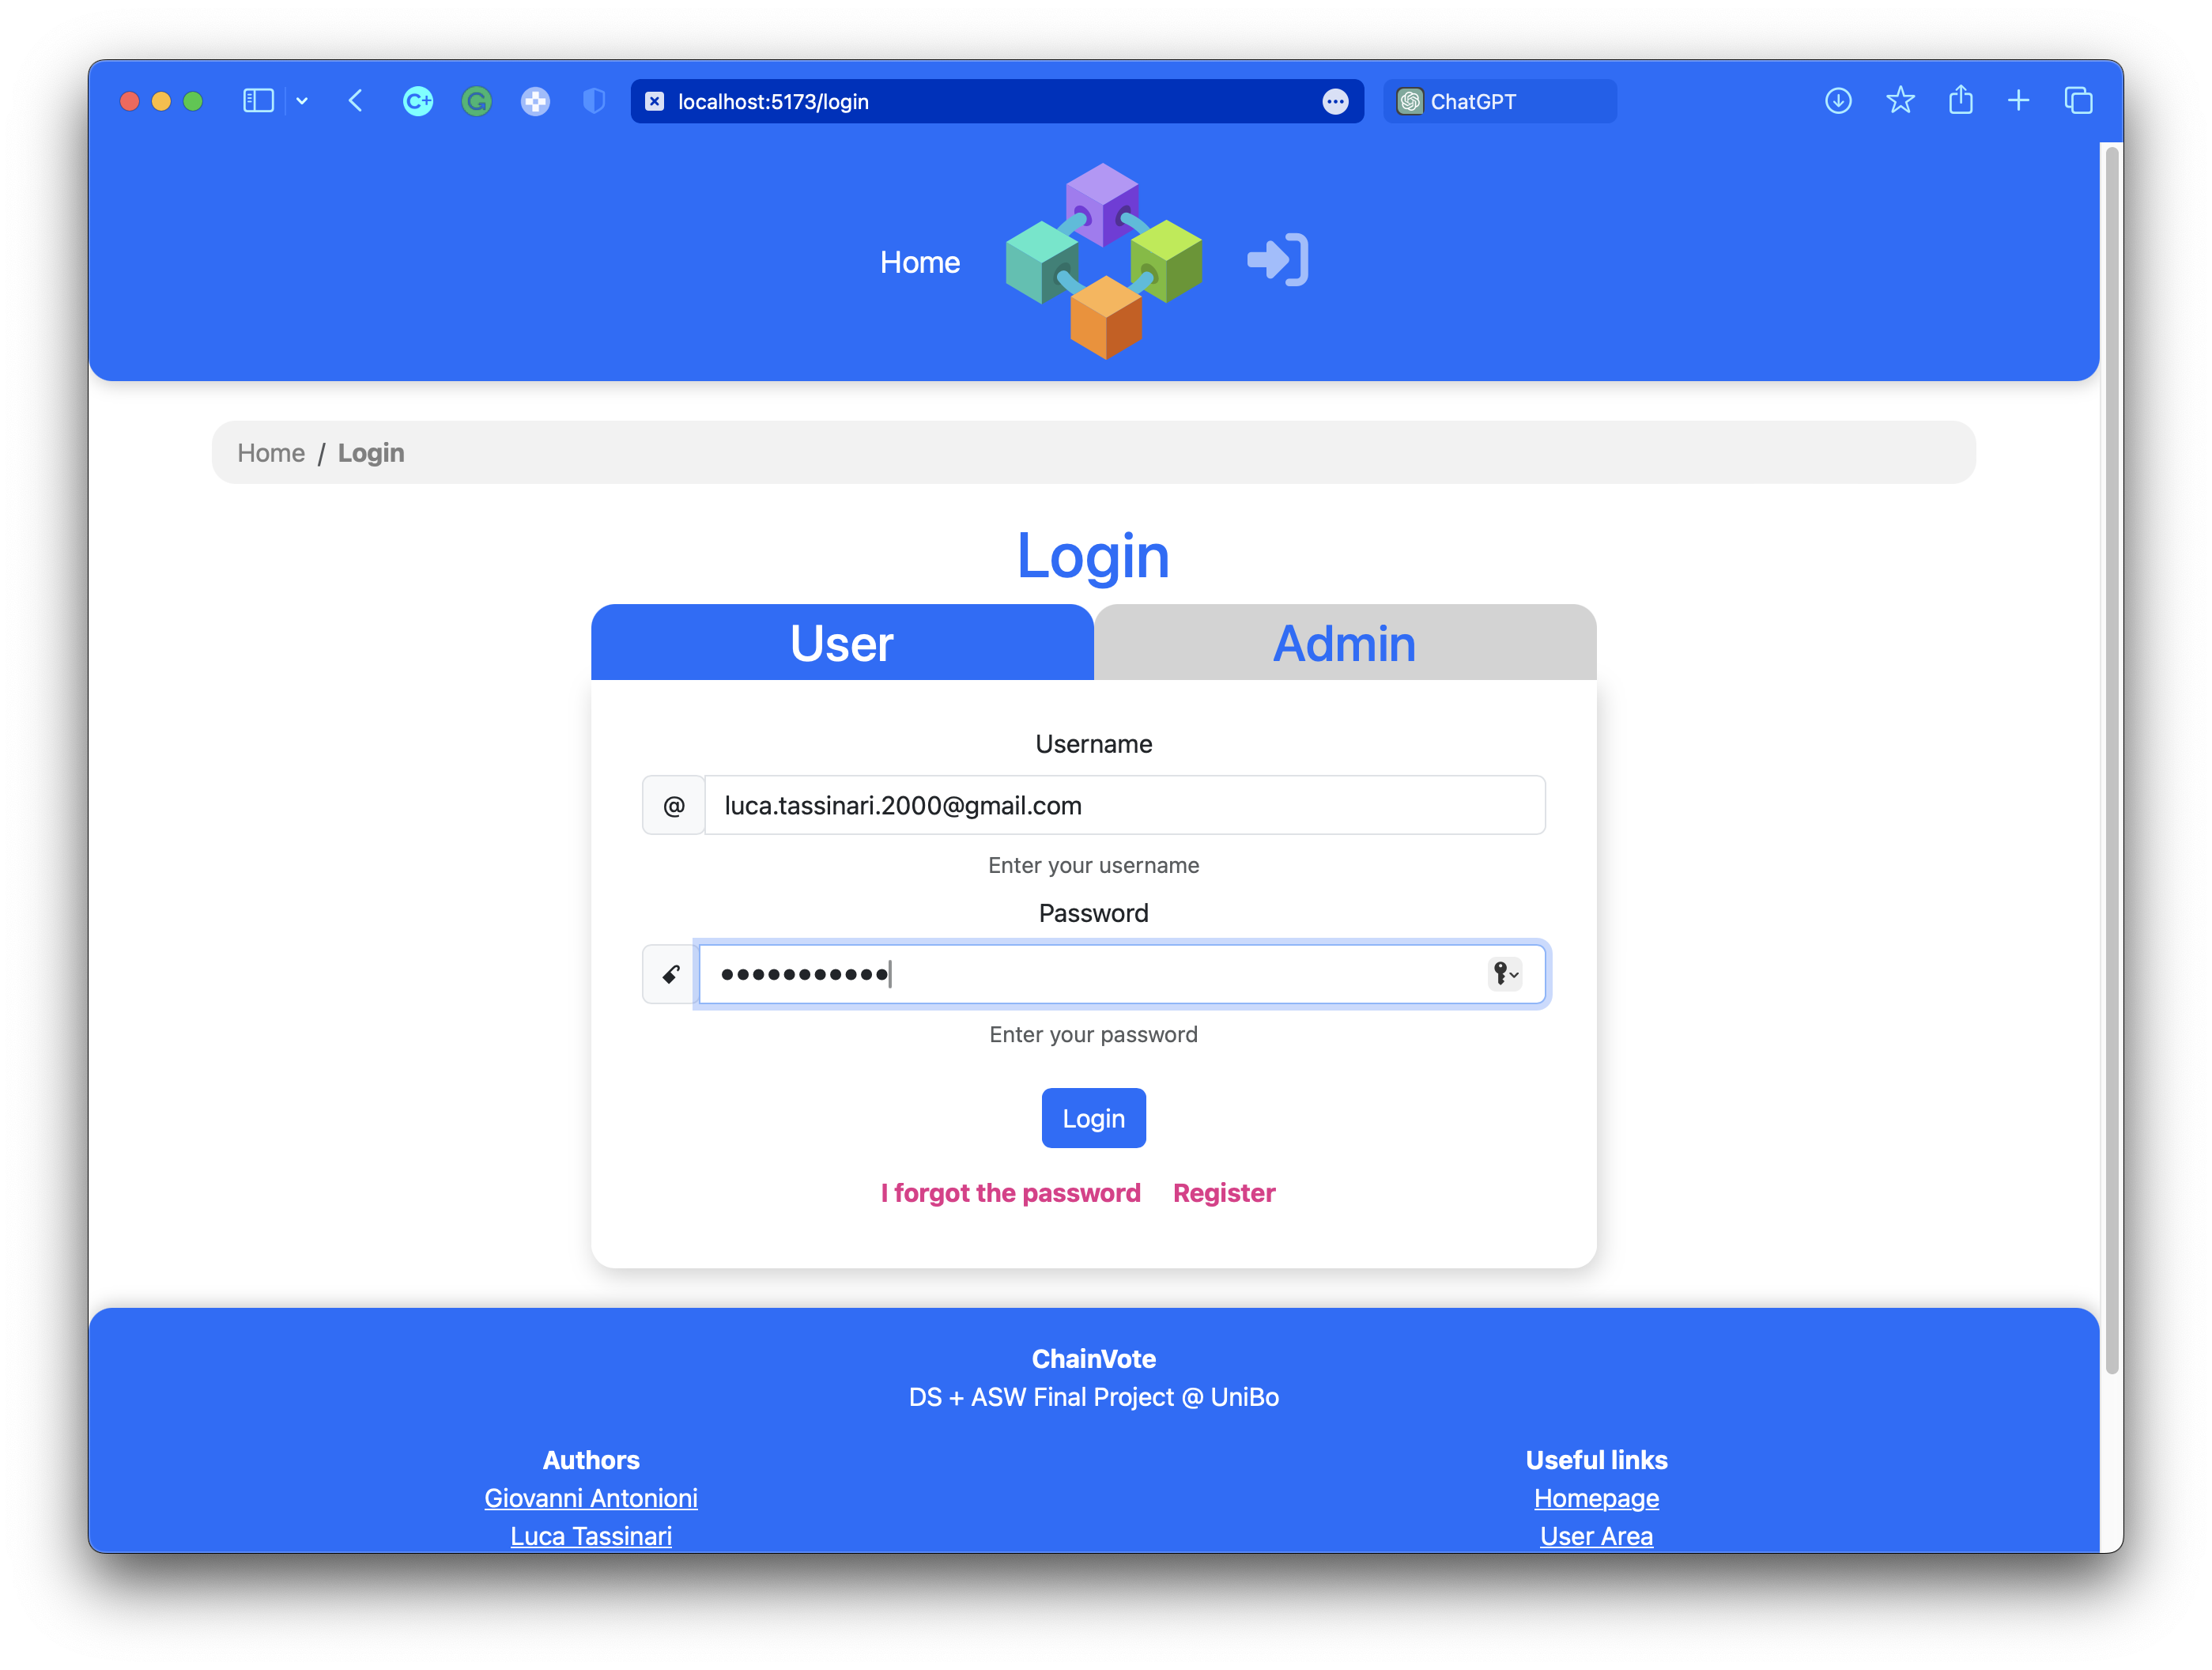 localhost:5173/login
ChatGPT
Home
Home / Login
Login
User
Admin
Username
@ luca.tassinari.2000@gmail.com
Enter your username
Password
Enter your password
Login
I forgot the password Register
ChainVote
DS + ASW Final Project @ UniBo
Authors
Giovanni Antonioni
Luca Tassinari
Useful links
Homepage
User Area